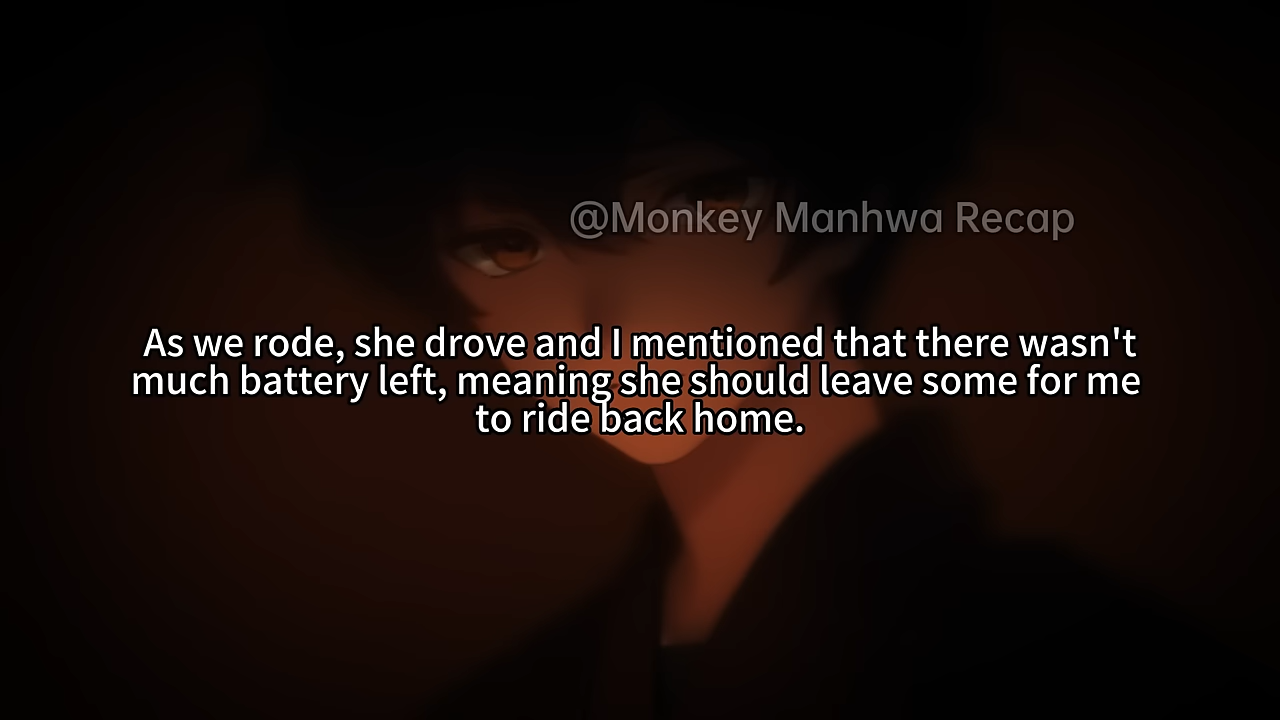 @Monkey Manhwa Recap
As we rode, she drove and I mentioned that there wasn't
much battery left, meaning she should leave some for me
to ride back home.